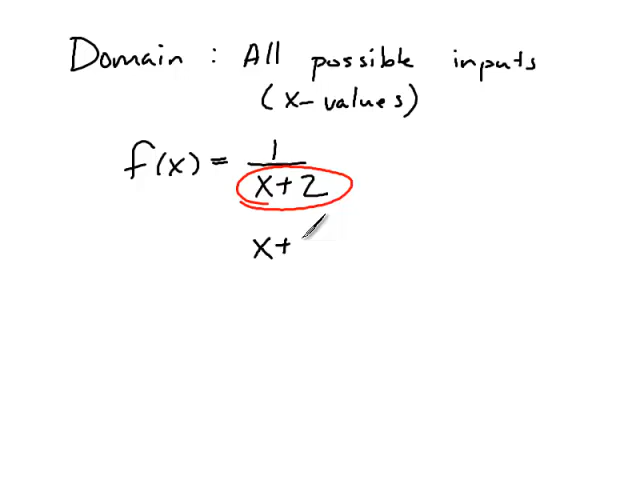 Domain : All possible inputs
(x-values)
f(x) = 1/(x+2)
x+